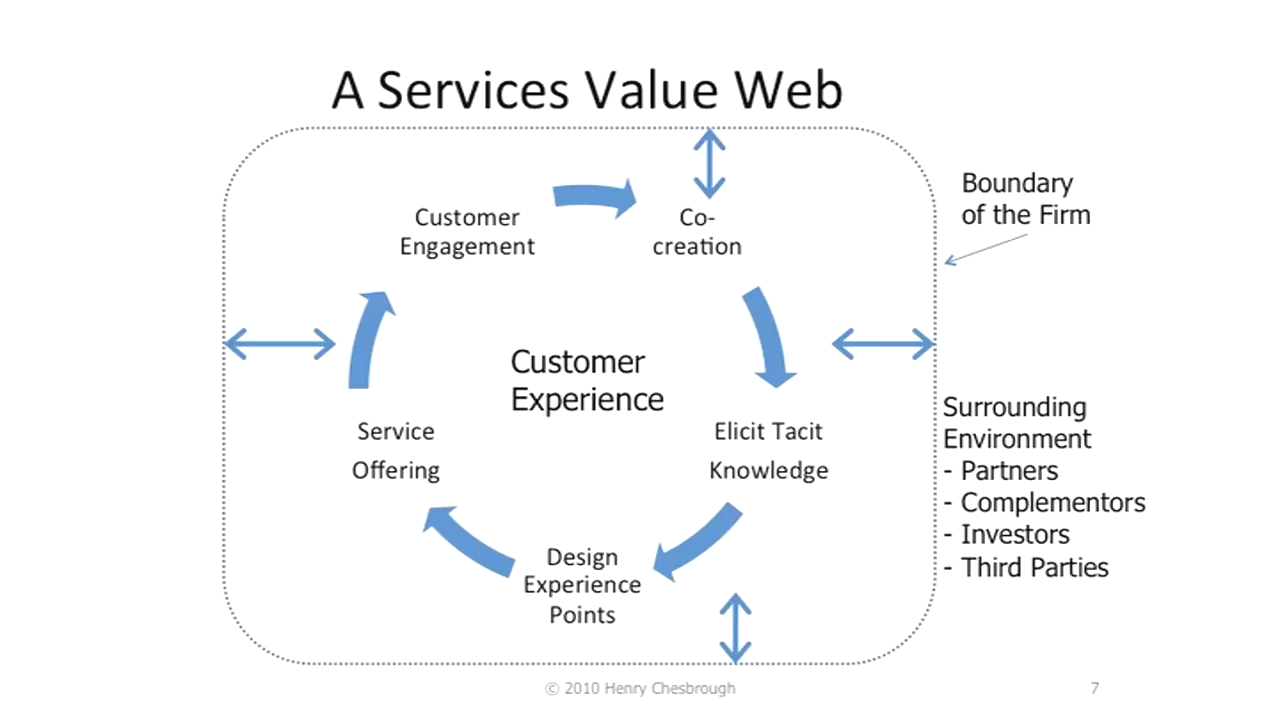 A Services Value Web
Boundary
of the Firm
Customer
Engagement
Co-
creation
Customer
Experience
Service
Offering
Elicit Tacit
Knowledge
Surrounding
Environment
- Partners
- Complementors
- Investors
- Third Parties
Design
Experience
Points
© 2010 Henry Chesbrough
7